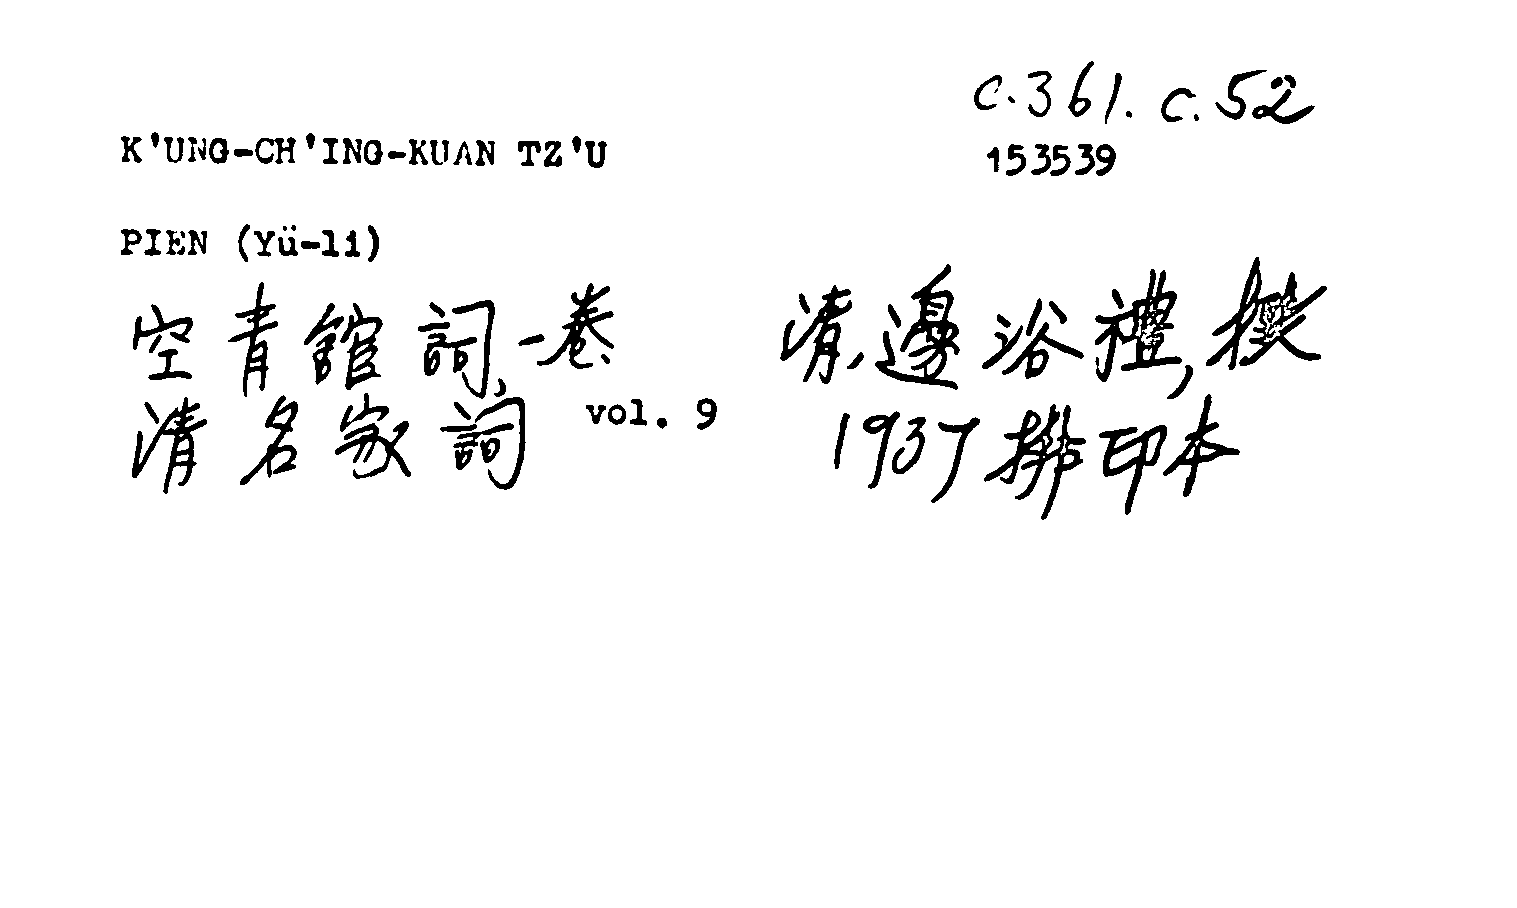 c.361.c.52
K'UNG-CH'ING-KUAN TZ'U
153539
PIEN (Yü-li)
空青館詞,一卷 清,邊浴禮,撰
清名家詞 vol. 9 1937排印本